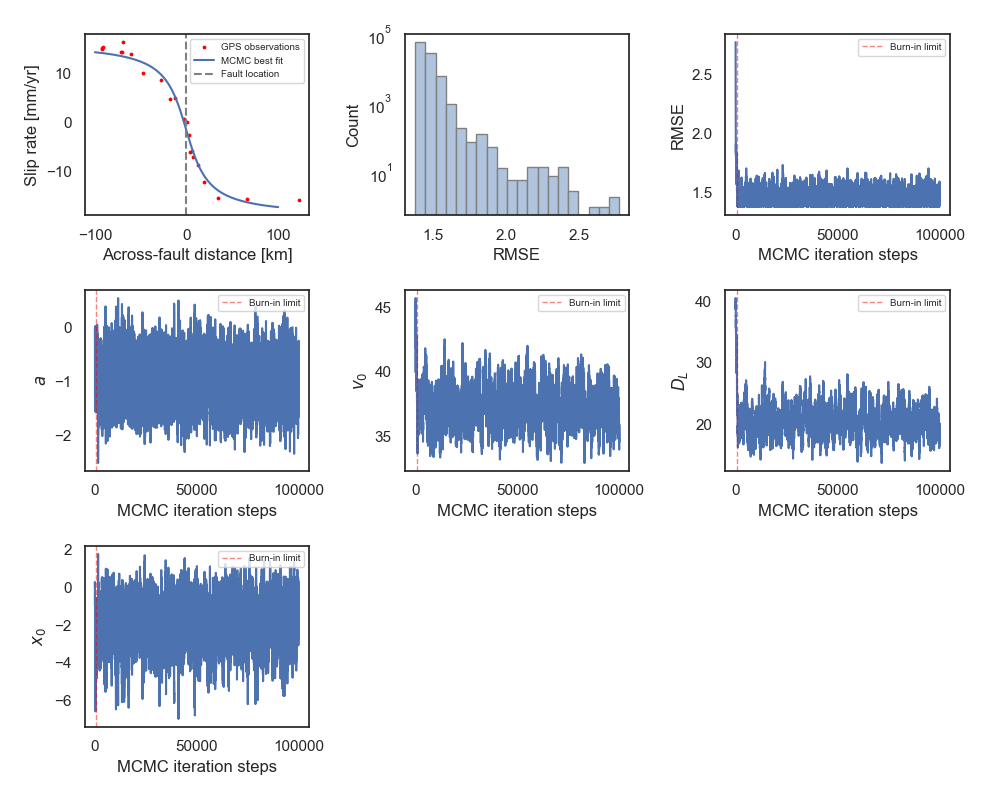 GPS observations
MCMC best fit
Fault location
Slip rate [mm/yr]
10
0
−10
−100
0
100
Across-fault distance [km]
Count
10^5
10^3
10^1
1.5
2.0
2.5
RMSE
Burn-in limit
RMSE
2.5
2.0
1.5
0
50000
100000
MCMC iteration steps
Burn-in limit
a
0
−1
−2
0
50000
100000
MCMC iteration steps
Burn-in limit
v_0
45
40
35
0
50000
100000
MCMC iteration steps
Burn-in limit
D_L
40
30
20
0
50000
100000
MCMC iteration steps
Burn-in limit
x_0
2
0
−2
−4
−6
0
50000
100000
MCMC iteration steps